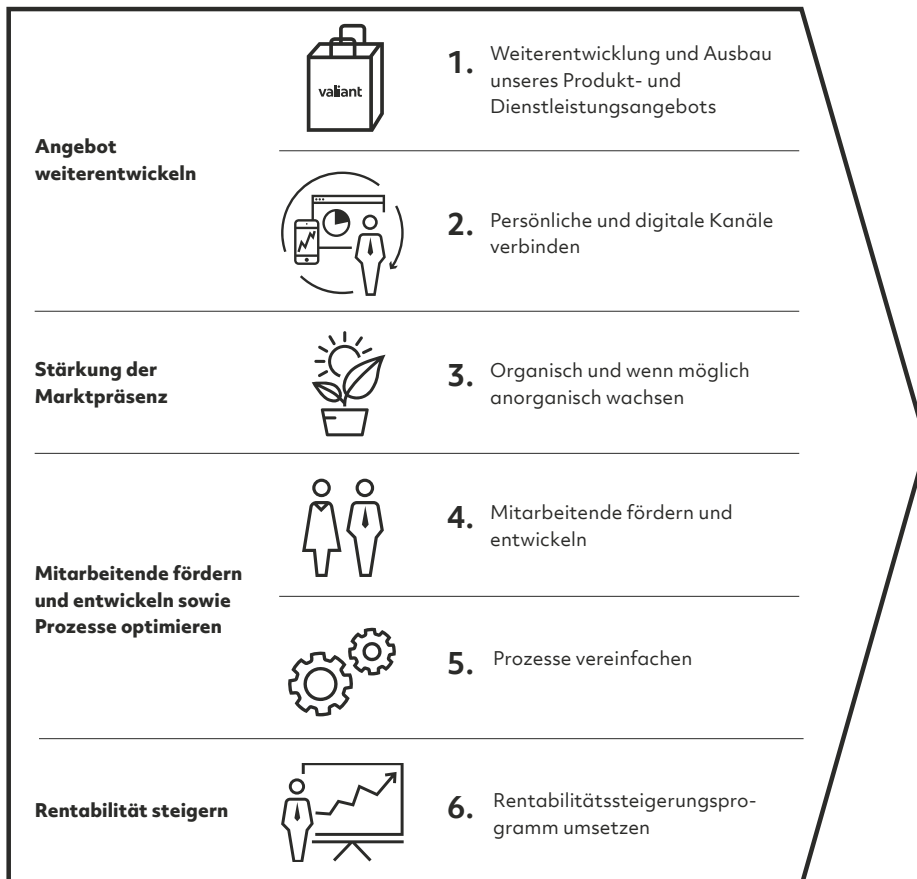 valiant
Angebot
weiterentwickeln
1. Weiterentwicklung und Ausbau
unseres Produkt- und
Dienstleistungsangebots
2. Persönliche und digitale Kanäle
verbinden
Stärkung der
Marktpräsenz
3. Organisch und wenn möglich
anorganisch wachsen
Mitarbeitende fördern
und entwickeln sowie
Prozesse optimieren
4. Mitarbeitende fördern und
entwickeln
5. Prozesse vereinfachen
Rentabilität steigern
6. Rentabilitätssteigerungspro-
gramm umsetzen